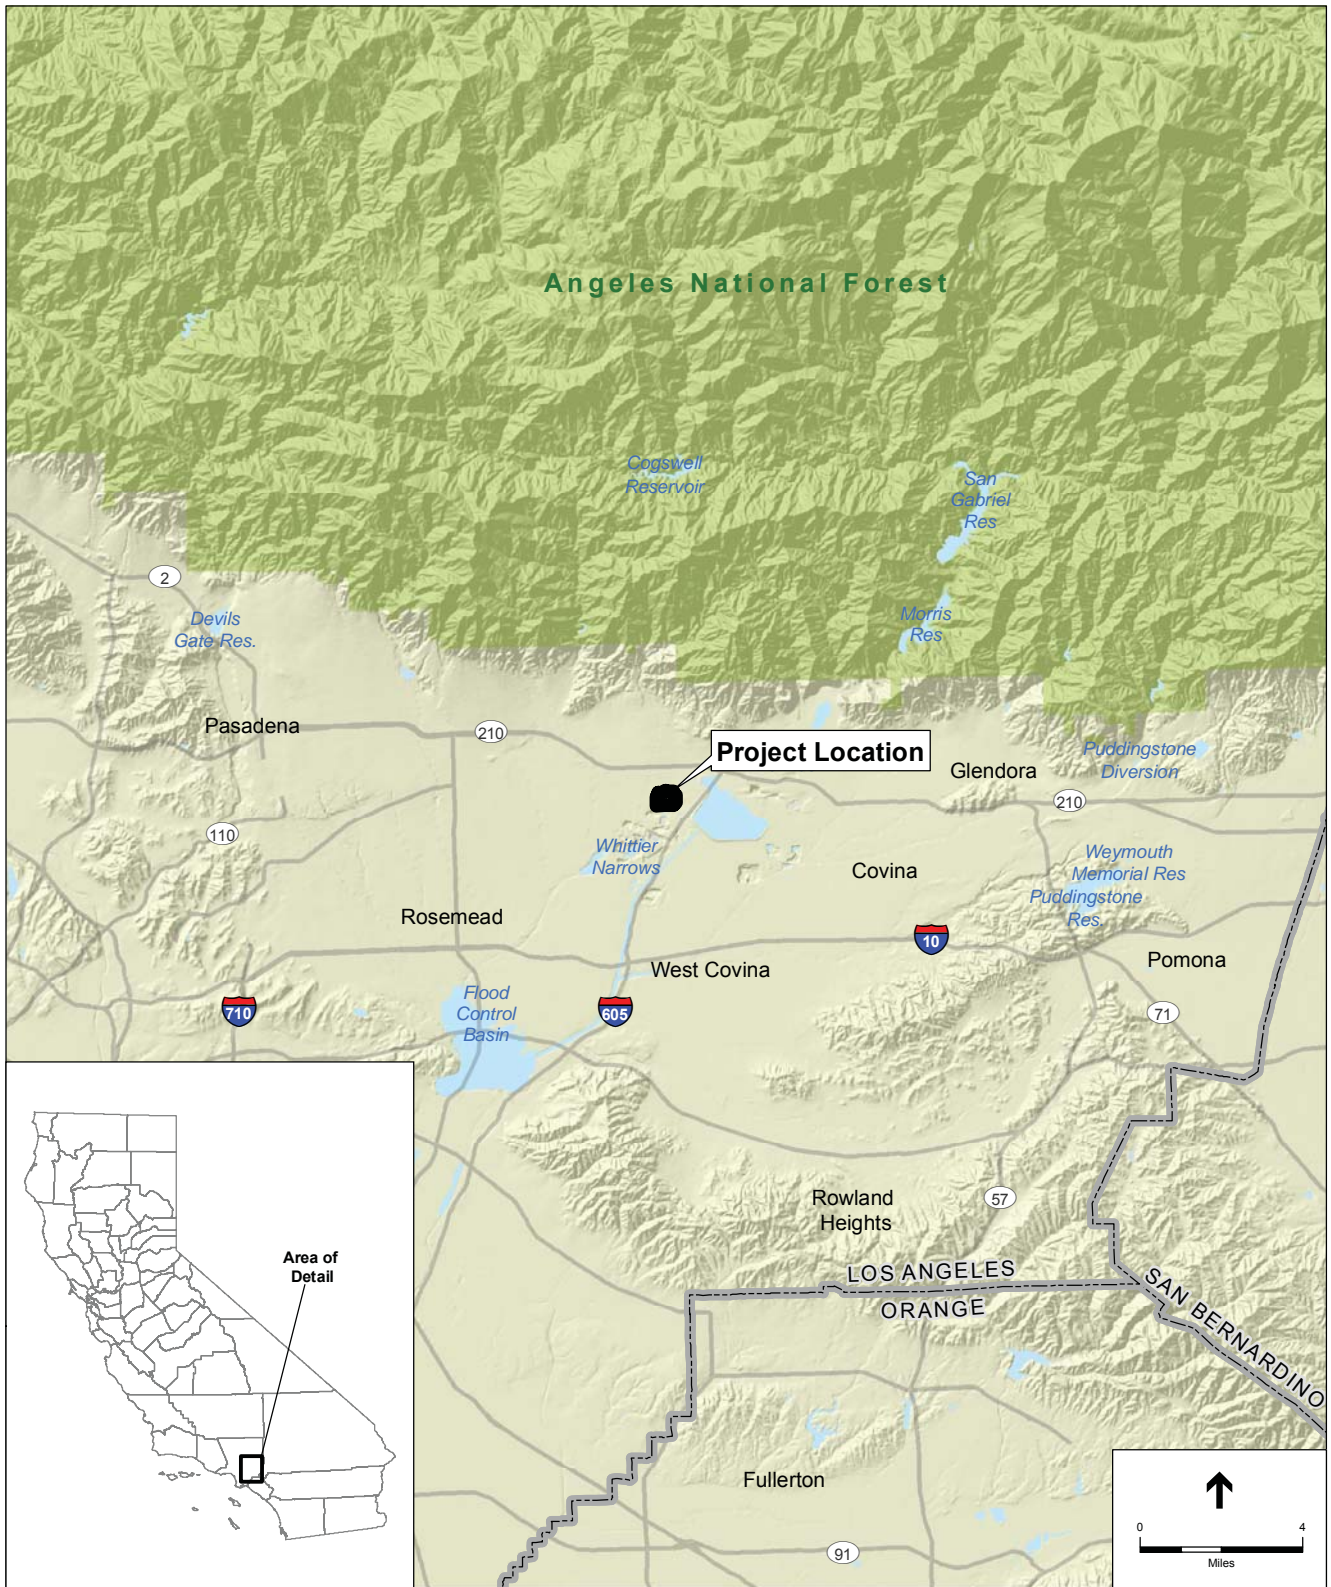 Angeles National Forest
Cogswell
Reservoir
San
Gabriel
Res
2
Devils
Gate Res.
Morris
Res
Pasadena
210
Project Location
Glendora
Puddingstone
Diversion
210
110
Whittier
Narrows
Covina
Weymouth
Memorial Res
Puddingstone
Res.
Rosemead
10
West Covina
Pomona
Flood
Control
Basin
710
605
71
Rowland
Heights
57
Area of
Detail
LOS ANGELES
ORANGE
SAN BERNARDINO
Fullerton
91
0 4
Miles